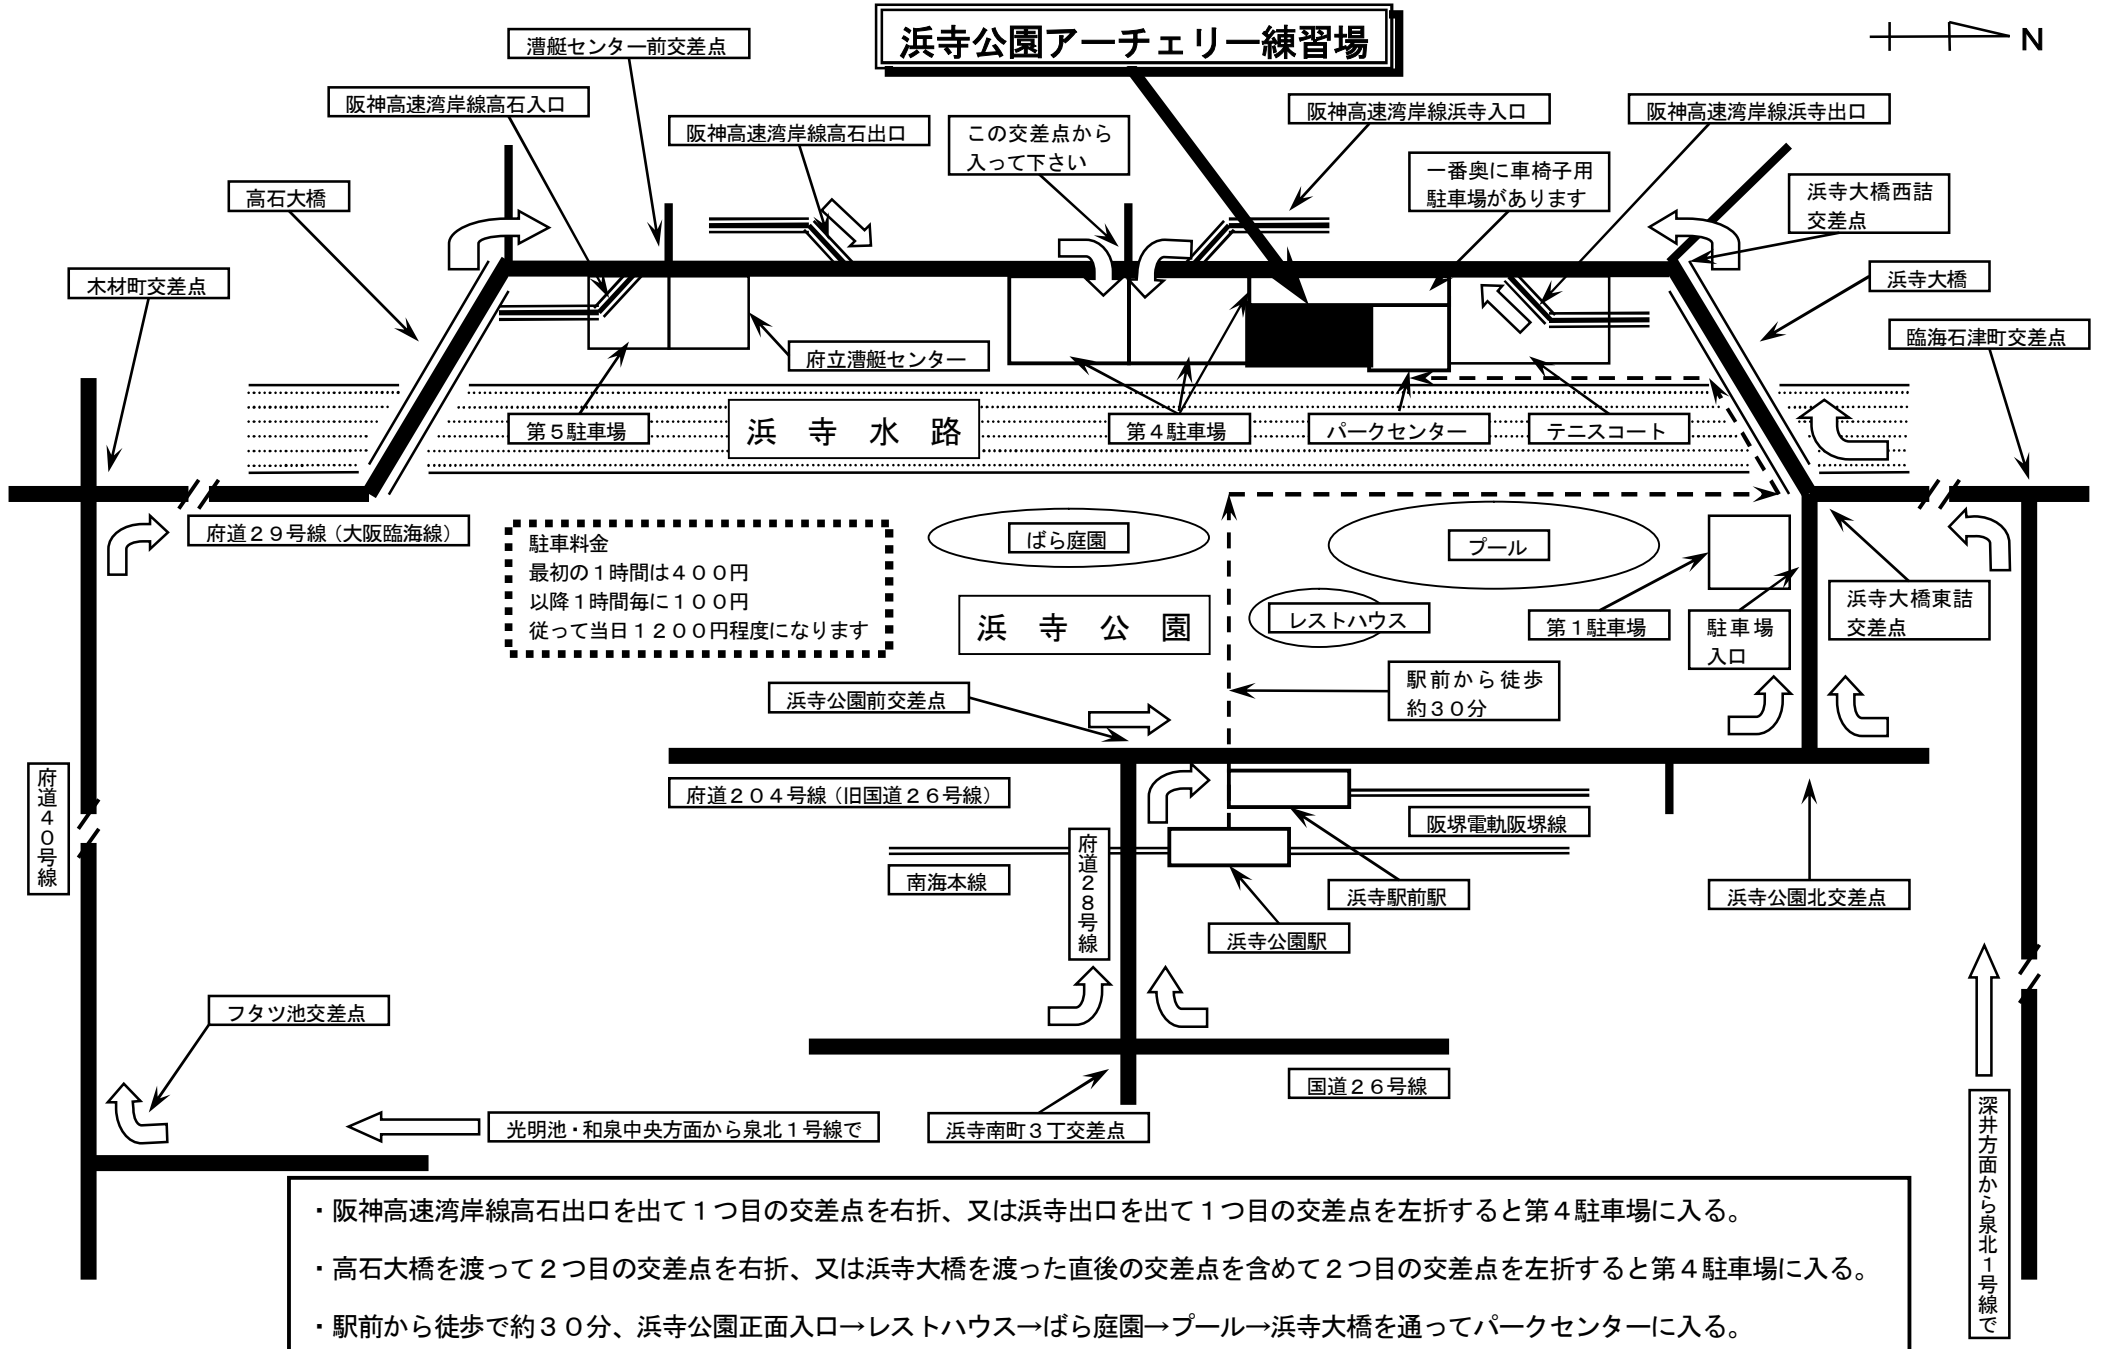 浜寺公園アーチェリー練習場
N
漕艇センター前交差点
阪神高速湾岸線高石入口
阪神高速湾岸線高石出口
この交差点から
入って下さい
阪神高速湾岸線浜寺入口
阪神高速湾岸線浜寺出口
一番奥に車椅子用
駐車場があります
浜寺大橋西詰
交差点
高石大橋
木材町交差点
浜寺大橋
臨海石津町交差点
府立漕艇センター
第5駐車場
浜寺水路
第4駐車場
パークセンター
テニスコート
府道29号線(大阪臨海線)
駐車料金
最初の1時間は400円
以降1時間毎に100円
従って当日1200円程度になります
ばら庭園
プール
浜寺公園
レストハウス
第1駐車場
駐車場
入口
浜寺大橋東詰
交差点
浜寺公園前交差点
駅前から徒歩
約30分
府道40号線
府道204号線(旧国道26号線)
阪堺電軌阪堺線
府道28号線
南海本線
浜寺駅前駅
浜寺公園駅
浜寺公園北交差点
フタツ池交差点
国道26号線
光明池・和泉中央方面から泉北1号線で
浜寺南町3丁交差点
深井方面から泉北1号線で
・阪神高速湾岸線高石出口を出て1つ目の交差点を右折、又は浜寺出口を出て1つ目の交差点を左折すると第4駐車場に入る。
・高石大橋を渡って2つ目の交差点を右折、又は浜寺大橋を渡った直後の交差点を含めて2つ目の交差点を左折すると第4駐車場に入る。
・駅前から徒歩で約30分、浜寺公園正面入口→レストハウス→ばら庭園→プール→浜寺大橋を通ってパークセンターに入る。